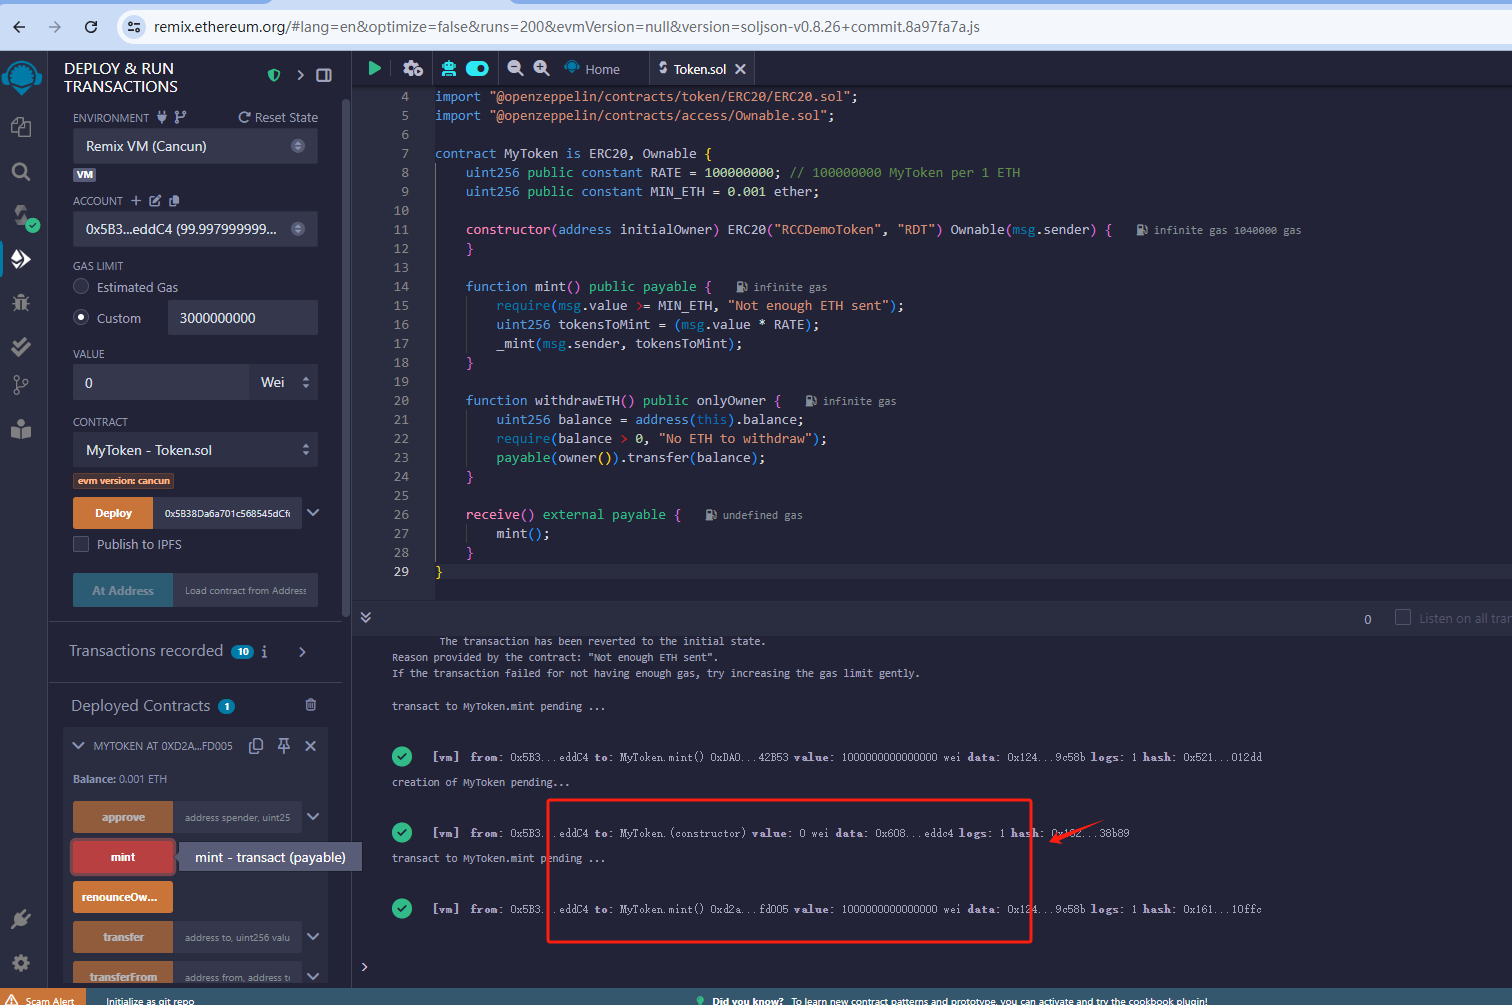 remix.ethereum.org/#lang=en&optimize=false&runs=200&evmVersion=null&version=soljson-v0.8.26+commit.8a97fa7a.js
DEPLOY & RUN
TRANSACTIONS
ENVIRONMENT
Reset State
Remix VM (Cancun)
VM
ACCOUNT
0x5B3...eddC4 (99.997999999...
GAS LIMIT
Estimated Gas
Custom
3000000000
VALUE
0
Wei
CONTRACT
MyToken - Token.sol
evm version: cancun
Deploy
0x5B38Da6a701c568545dCfc
Publish to IPFS
At Address
Load contract from Address
Transactions recorded 10 i
Deployed Contracts 1
MYTOKEN AT 0XD2A...FD005
Balance: 0.001 ETH
approve
address spender, uint25
mint
mint - transact (payable)
renounceOw...
transfer
address to, uint256 valu
transferFrom
address from, address to
Home
Token.sol
4 import "@openzeppelin/contracts/token/ERC20/ERC20.sol";
5 import "@openzeppelin/contracts/access/Ownable.sol";
6
7 contract MyToken is ERC20, Ownable {
8 uint256 public constant RATE = 100000000; // 100000000 MyToken per 1 ETH
9 uint256 public constant MIN_ETH = 0.001 ether;
10
11 constructor(address initialOwner) ERC20("RCCDemoToken", "RDT") Ownable(msg.sender) { infinite gas 1040000 gas
12 }
13
14 function mint() public payable { infinite gas
15 require(msg.value >= MIN_ETH, "Not enough ETH sent");
16 uint256 tokensToMint = (msg.value * RATE);
17 _mint(msg.sender, tokensToMint);
18 }
19
20 function withdrawETH() public onlyOwner { infinite gas
21 uint256 balance = address(this).balance;
22 require(balance > 0, "No ETH to withdraw");
23 payable(owner()).transfer(balance);
24 }
25
26 receive() external payable { undefined gas
27 mint();
28 }
29 }
0
Listen on all tran
The transaction has been reverted to the initial state.
Reason provided by the contract: "Not enough ETH sent".
If the transaction failed for not having enough gas, try increasing the gas limit gently.
transact to MyToken.mint pending ...
[vm] from: 0x5B3...eddC4 to: MyToken.mint() 0xDA0...42B53 value: 1000000000000000 wei data: 0x124...9c58b logs: 1 hash: 0x521...012dd
creation of MyToken pending...
[vm] from: 0x5B3...eddC4 to: MyToken.(constructor) value: 0 wei data: 0x608...eddc4 logs: 1 hash: 0x182...38b89
transact to MyToken.mint pending ...
[vm] from: 0x5B3...eddC4 to: MyToken.mint() 0xd2a...fd005 value: 1000000000000000 wei data: 0x124...9c58b logs: 1 hash: 0x161...10ffc
>
Scam Alert
Initialize as git repo
Did you know? To learn new contract patterns and prototype, you can activate and try the cookbook plugin!